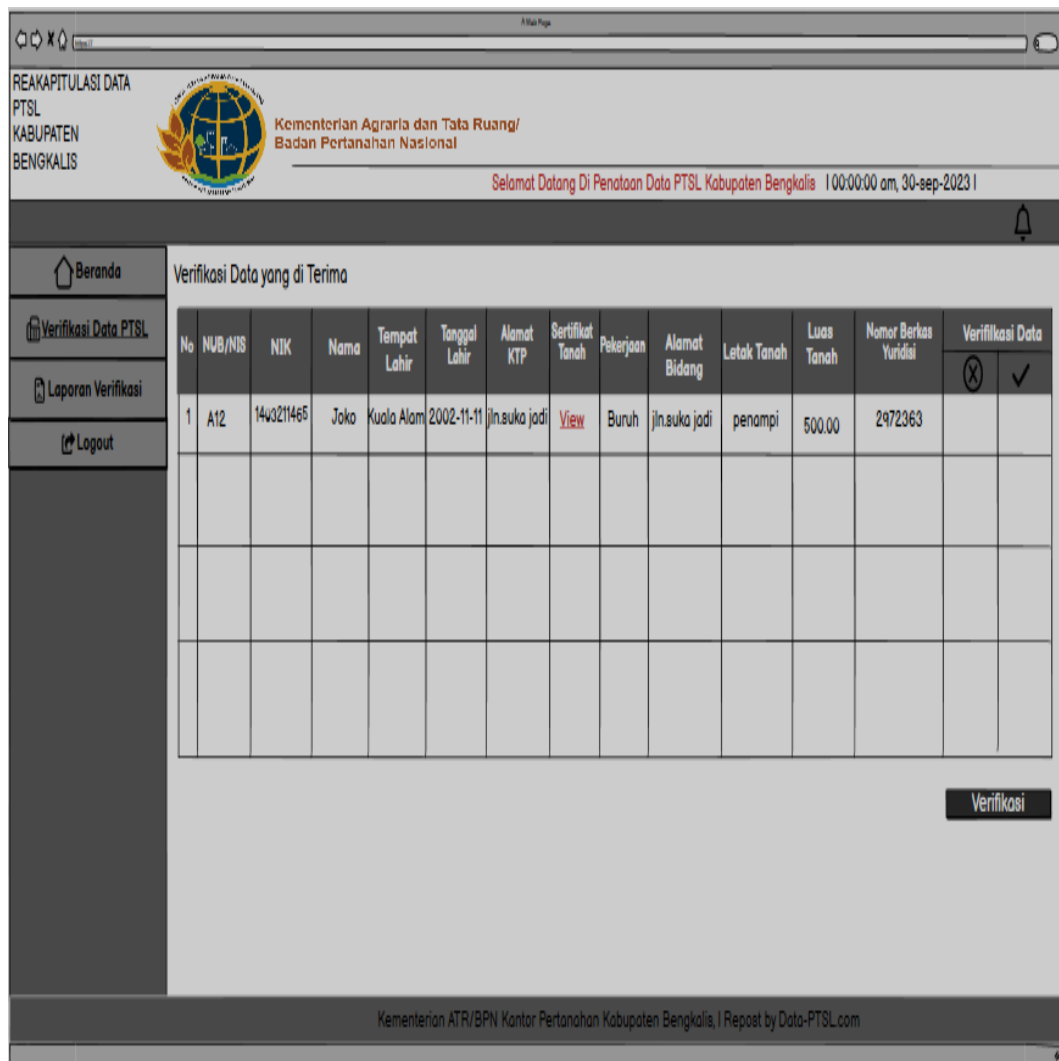 A Web Page
https://
REAKAPITULASI DATA
PTSL
KABUPATEN
BENGKALIS
Kementerian Agraria dan Tata Ruang/
Badan Pertanahan Nasional
Selamat Datang Di Penataan Data PTSL Kabupaten Bengkalis | 00:00:00 am, 30-sep-2023 |
Beranda
Verifikasi Data PTSL
Laporan Verifikasi
Logout
Verifikasi Data yang di Terima
No NUB/NIS NIK Nama Tempat Lahir Tanggal Lahir Alamat KTP Sertifikat Tanah Pekerjaan Alamat Bidang Letak Tanah Luas Tanah Nomor Berkas Yuridisi Verifilkasi Data
1 A12 1403211465 Joko Kuala Alam 2002-11-11 jln.suka jadi View Buruh jln.suka jadi penampi 500.00 2972363
Verifikasi
Kementerian ATR/BPN Kantor Pertanahan Kabupaten Bengkalis, | Repost by Data-PTSL.com